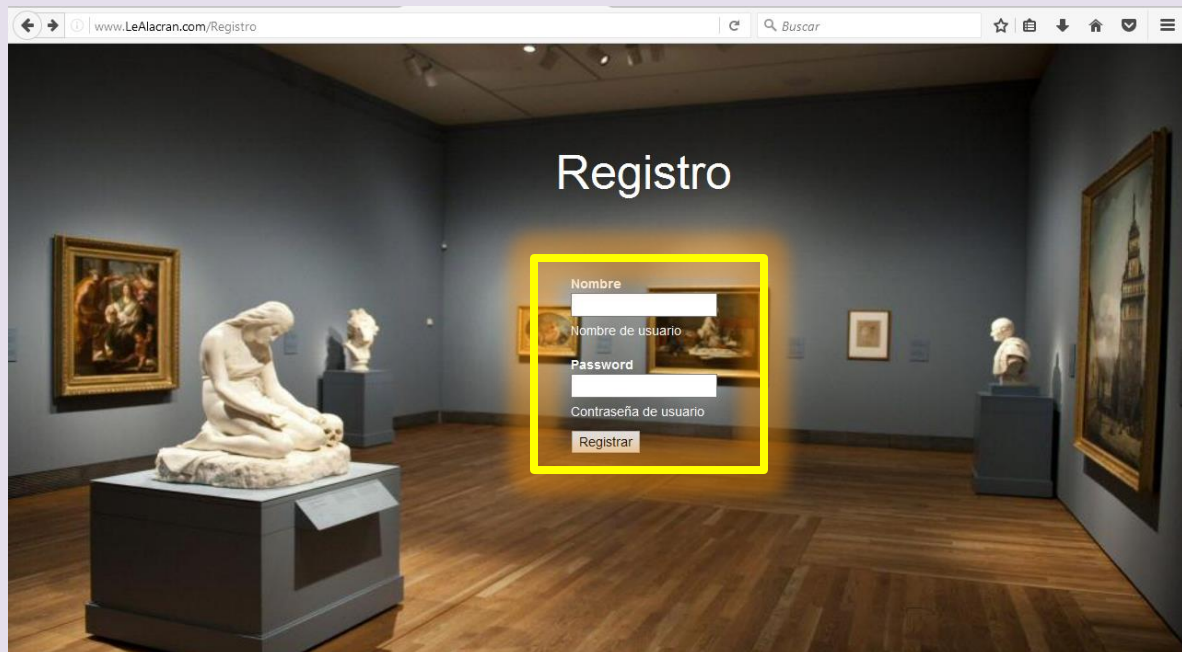 www.LeAlacran.com/Registro
Buscar
Registro
Nombre
Nombre de usuario
Password
Contraseña de usuario
Registrar